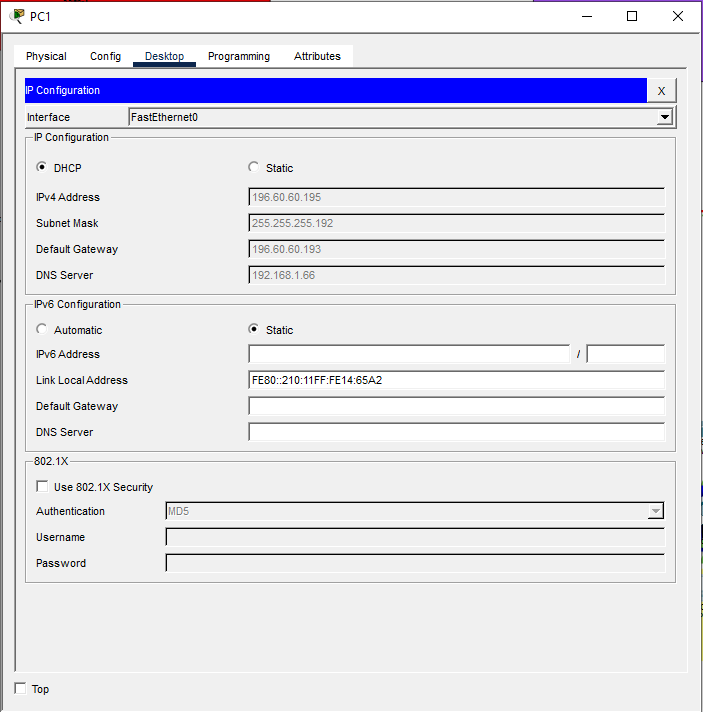 PC1
Physical Config Desktop Programming Attributes
IP Configuration X
Interface FastEthernet0
IP Configuration
DHCP Static
IPv4 Address 196.60.60.195
Subnet Mask 255.255.255.192
Default Gateway 196.60.60.193
DNS Server 192.168.1.66
IPv6 Configuration
Automatic Static
IPv6 Address /
Link Local Address FE80::210:11FF:FE14:65A2
Default Gateway
DNS Server
802.1X
Use 802.1X Security
Authentication MD5
Username
Password
Top